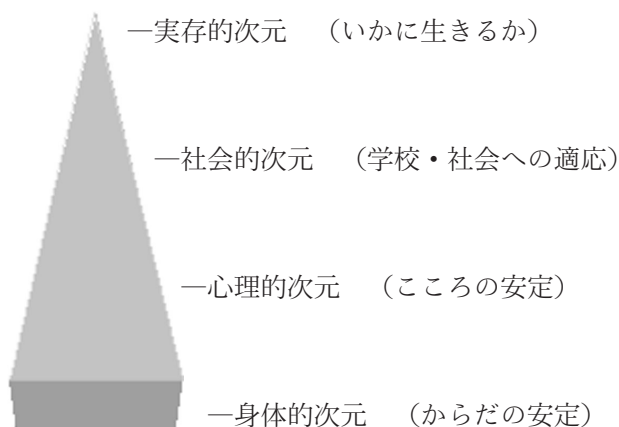 ―実存的次元　（いかに生きるか）
―社会的次元　（学校・社会への適応）
―心理的次元　（こころの安定）
―身体的次元　（からだの安定）